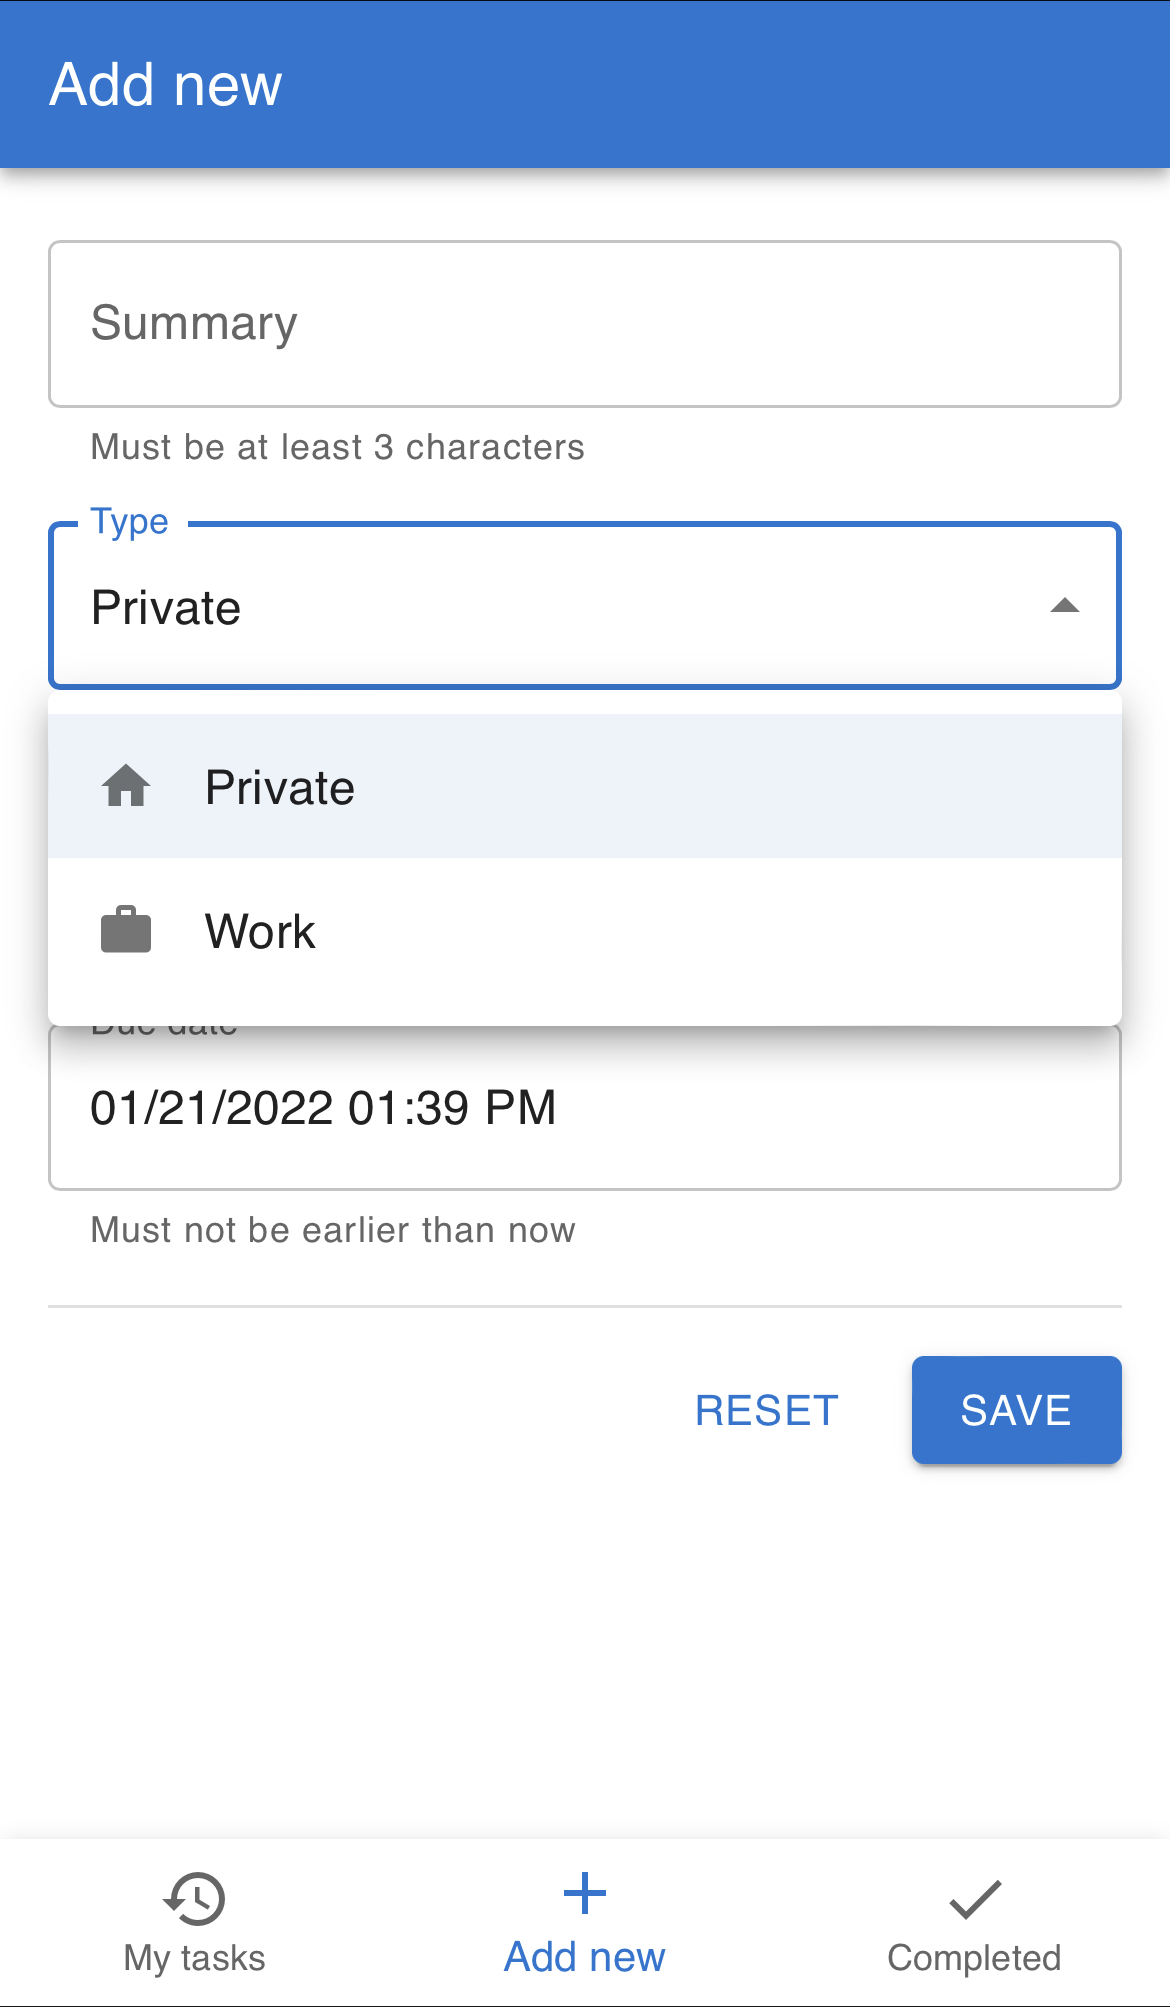 Add new
Summary
Must be at least 3 characters
Type
Private
Private
Work
Due date
01/21/2022 01:39 PM
Must not be earlier than now
RESET SAVE
My tasks Add new Completed